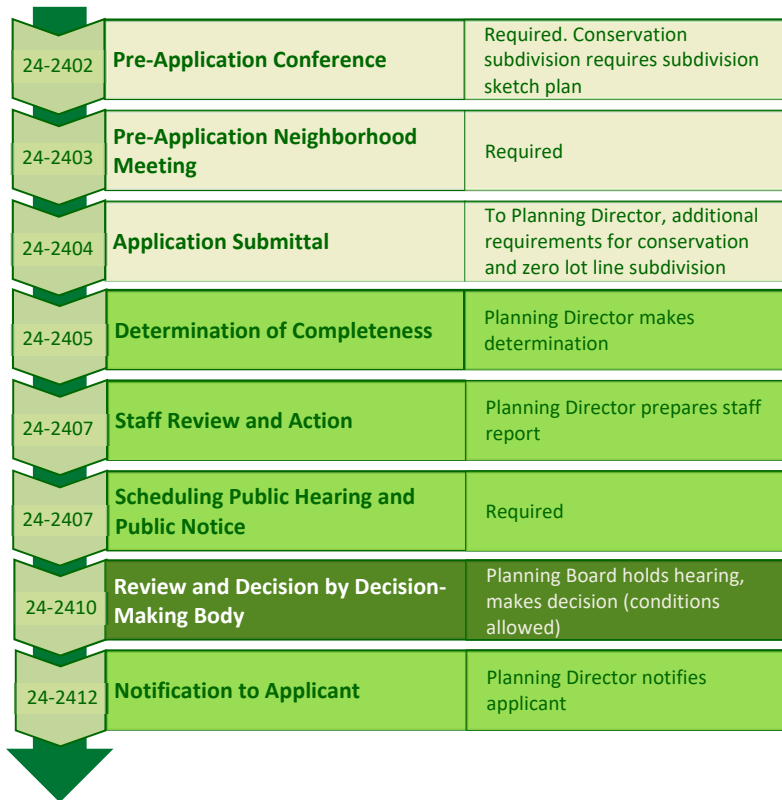 24-2402
Pre-Application Conference
Required. Conservation
subdivision requires subdivision
sketch plan
24-2403
Pre-Application Neighborhood
Meeting
Required
24-2404
Application Submittal
To Planning Director, additional
requirements for conservation
and zero lot line subdivision
24-2405
Determination of Completeness
Planning Director makes
determination
24-2407
Staff Review and Action
Planning Director prepares staff
report
24-2407
Scheduling Public Hearing and
Public Notice
Required
24-2410
Review and Decision by Decision-
Making Body
Planning Board holds hearing,
makes decision (conditions
allowed)
24-2412
Notification to Applicant
Planning Director notifies
applicant